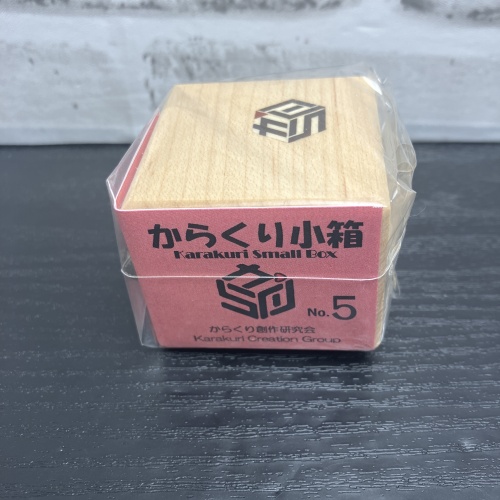 からくり小箱
Karakuri Small Box
No. 5
からくり創作研究会
Karakuri Creation Group